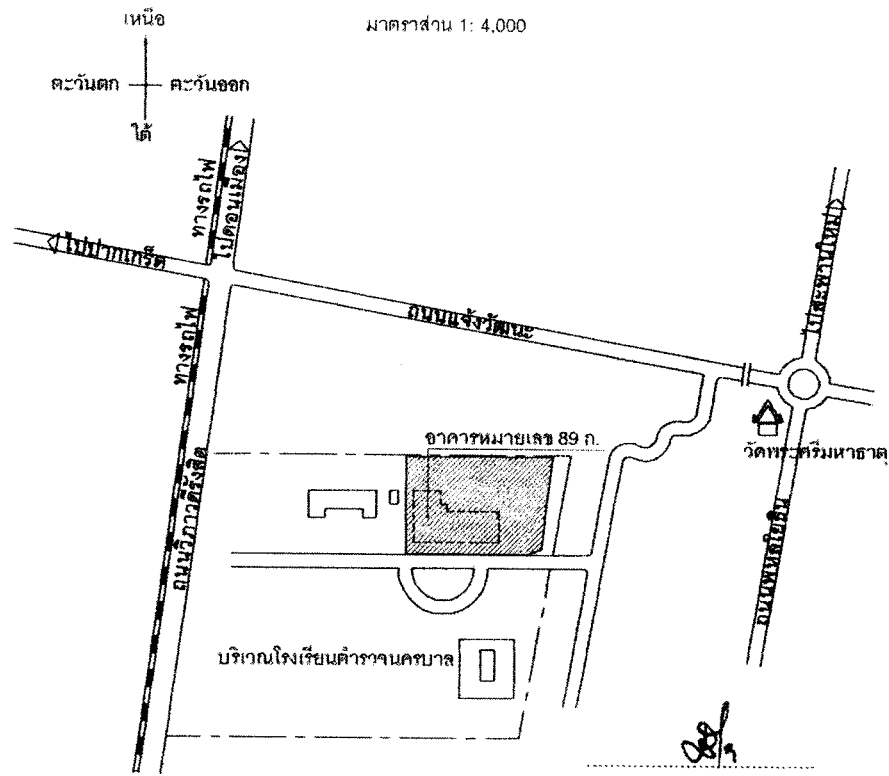 เหนือ
มาตราส่วน 1: 4,000
ตะวันตก
ตะวันออก
ใต้
ทางรถไฟ
ไปดอนเมือง
ไปปากเกร็ด
ทางรถไฟ
ถนนแจ้งวัฒนะ
ไปสะพานใหม่
อาคารหมายเลข 89 ก.
วัดพระศรีมหาธาตุ
ถนนวิภาวดีรังสิต
ถนนพหลโยธิน
บริเวณโรงเรียนตำรวจนครบาล